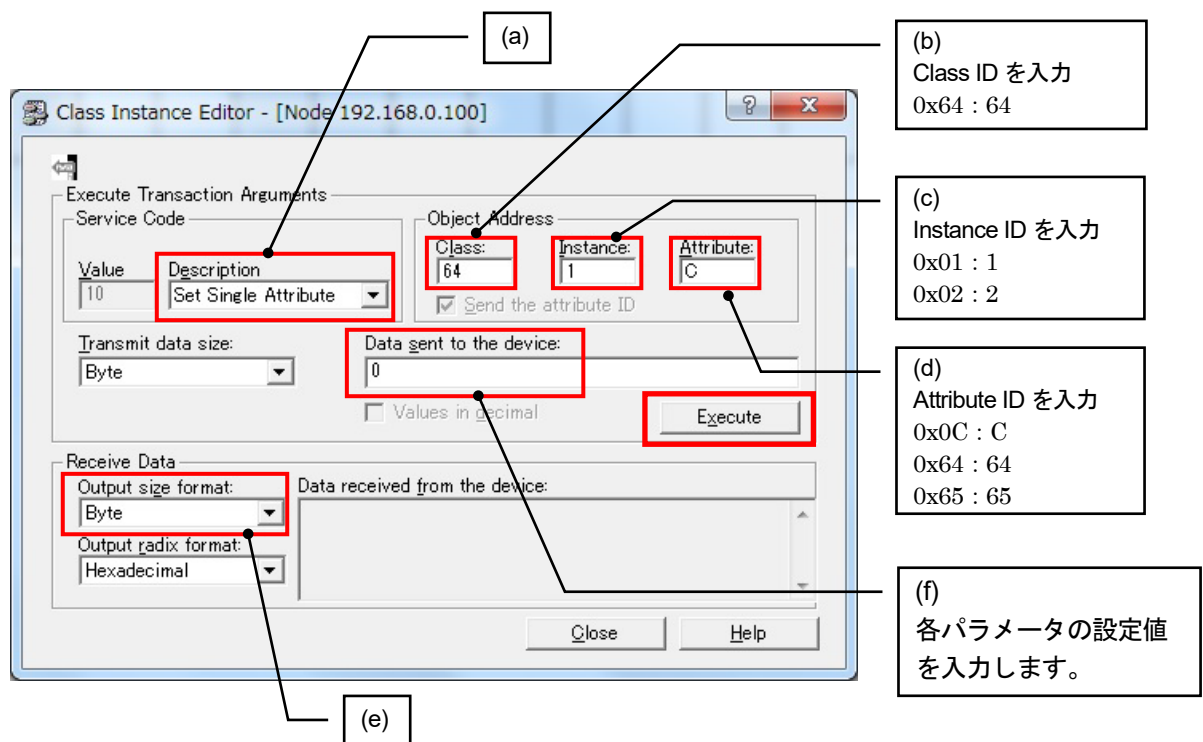 (a)
(b)
Class ID を入力
0x64 : 64
Class Instance Editor - [Node 192.168.0.100]
Execute Transaction Arguments
Service Code
Value
10
Description
Set Single Attribute
Object Address
Class:
64
Instance:
1
Attribute:
C
Send the attribute ID
(c)
Instance ID を入力
0x01 : 1
0x02 : 2
Transmit data size:
Byte
Data sent to the device:
0
Values in decimal
Execute
(d)
Attribute ID を入力
0x0C : C
0x64 : 64
0x65 : 65
Receive Data
Output size format:
Byte
Data received from the device:
Output radix format:
Hexadecimal
(f)
各パラメータの設定値
を入力します。
Close
Help
(e)